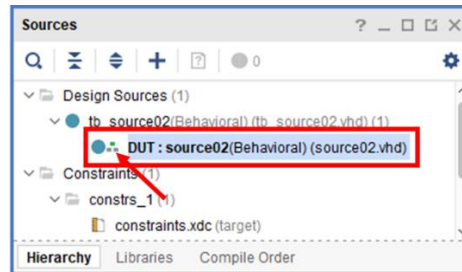 Sources
0
Design Sources (1)
tb_source02(Behavioral) (tb_source02.vhd) (1)
DUT : source02(Behavioral) (source02.vhd)
Constraints (1)
constrs_1 (1)
constraints.xdc (target)
Hierarchy Libraries Compile Order